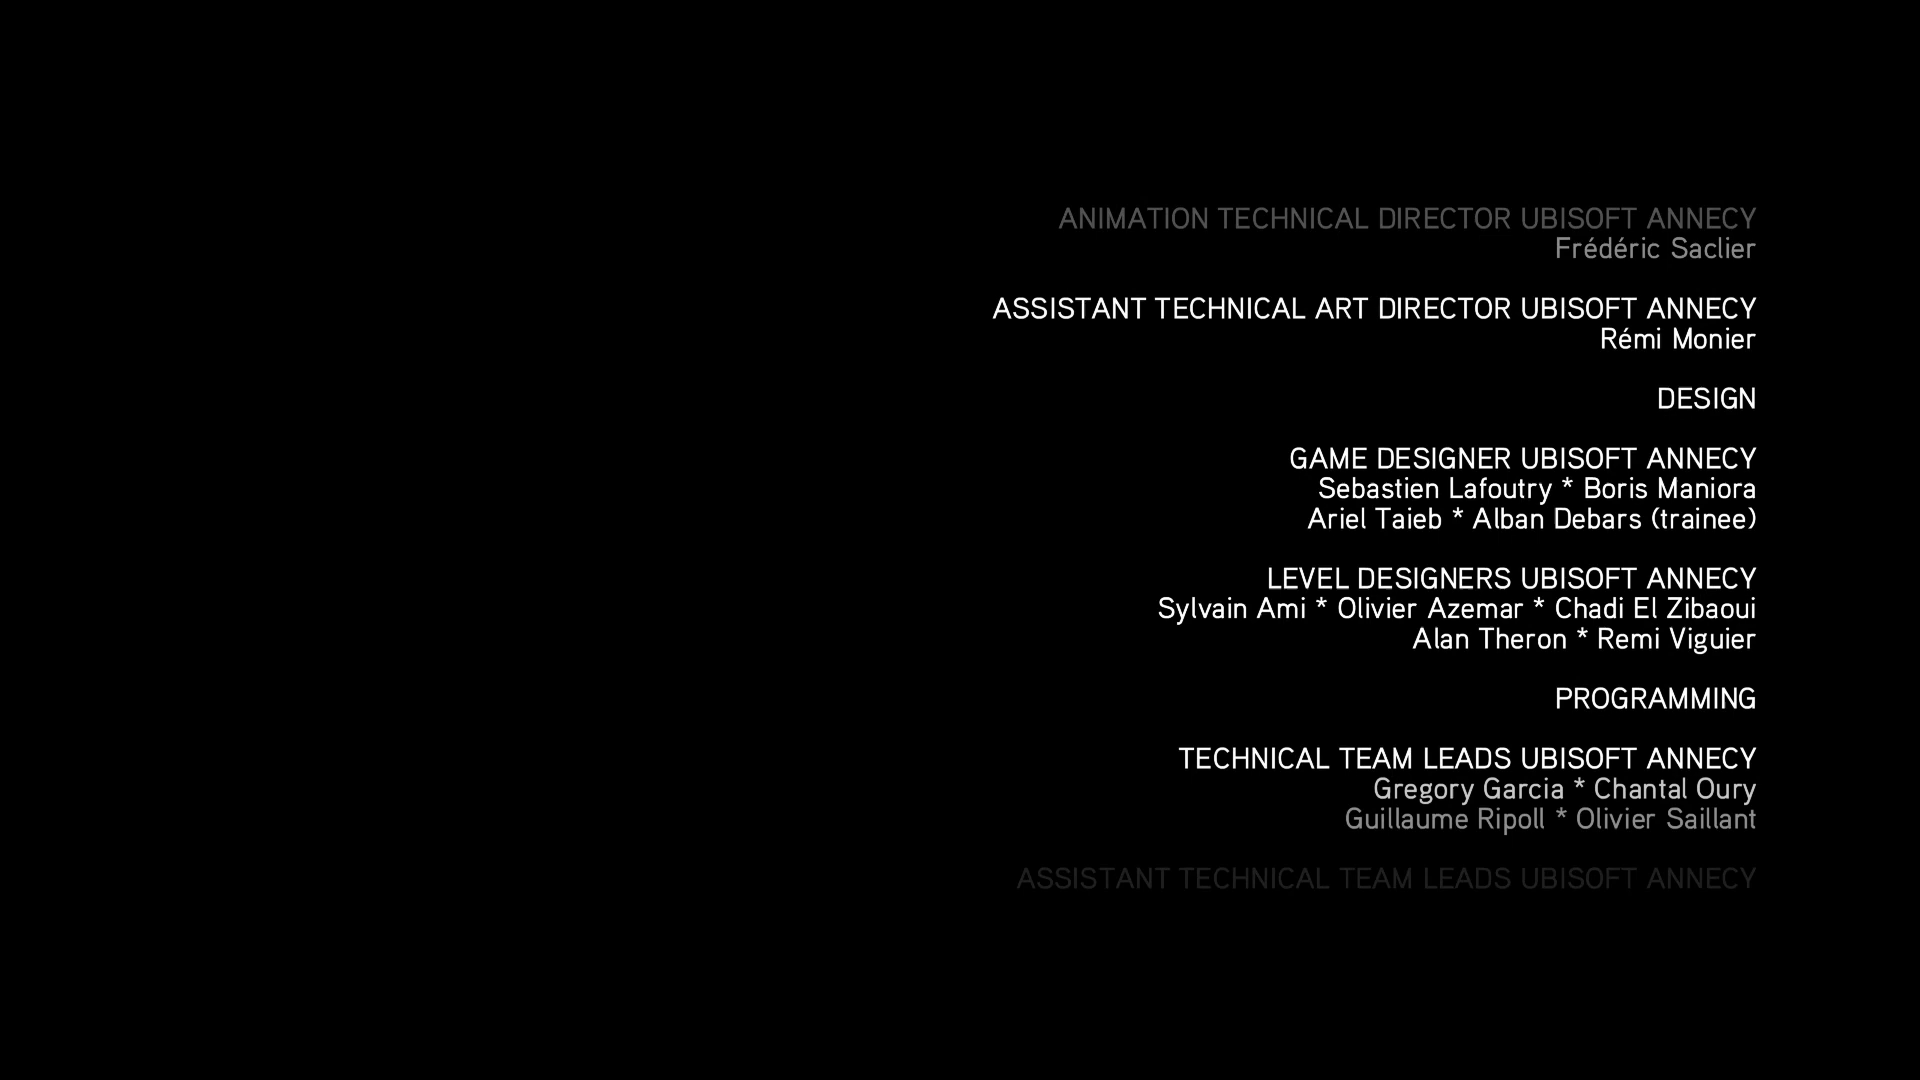 ANIMATION TECHNICAL DIRECTOR UBISOFT ANNECY
Frédéric Saclier
ASSISTANT TECHNICAL ART DIRECTOR UBISOFT ANNECY
Rémi Monier
DESIGN
GAME DESIGNER UBISOFT ANNECY
Sebastien Lafoutry * Boris Maniora
Ariel Taieb * Alban Debars (trainee)
LEVEL DESIGNERS UBISOFT ANNECY
Sylvain Ami * Olivier Azemar * Chadi El Zibaoui
Alan Theron * Remi Viguier
PROGRAMMING
TECHNICAL TEAM LEADS UBISOFT ANNECY
Gregory Garcia * Chantal Oury
Guillaume Ripoll * Olivier Saillant
ASSISTANT TECHNICAL TEAM LEADS UBISOFT ANNECY